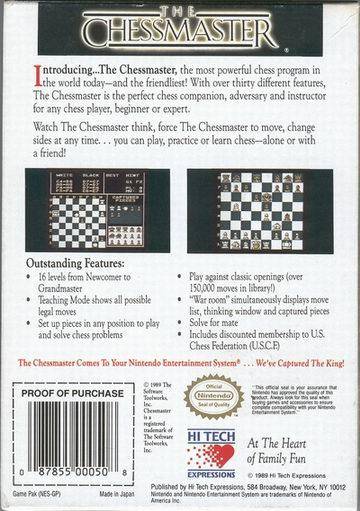 THE
CHESSMASTER®
Introducing...The Chessmaster, the most powerful chess program in
the world today—and the friendliest! With over thirty different features,
The Chessmaster is the perfect chess companion, adversary and instructor
for any chess player, beginner or expert.
Watch The Chessmaster think, force The Chessmaster to move, change
sides at any time. . . you can play, practice or learn chess—alone or with
a friend!
WHITE BLACK BEST HINT
Outstanding Features:
• 16 levels from Newcomer to
Grandmaster
• Teaching Mode shows all possible
legal moves
• Set up pieces in any position to play
and solve chess problems
• Play against classic openings (over
150,000 moves in library!)
• "War room" simultaneously displays move
list, thinking window and captured pieces
• Solve for mate
• Includes discounted membership to U.S.
Chess Federation (U.S.C.F.)
The Chessmaster Comes To Your Nintendo Entertainment System® . . . We've Captured The King!
PROOF OF PURCHASE
0 87855 00050 8
Game Pak (NES-GP) Made in Japan
© 1989 The
Software
Toolworks,
Inc.
Chessmaster
is a
registered
trademark of
The Software
Toolworks,
Inc.
Official
Nintendo
Seal of Quality
"This official seal is your assurance that
Nintendo has approved the quality of this
product. Always look for this seal when
buying games and accessories to ensure
complete compatibility with your Nintendo
Entertainment System."
HI TECH
EXPRESSIONS
At The Heart
of Family Fun
© 1989 Hi Tech Expressions
Published by Hi Tech Expressions, 584 Broadway, New York, NY 10012
Nintendo and Nintendo Entertainment System are trademarks of Nintendo of
America Inc.